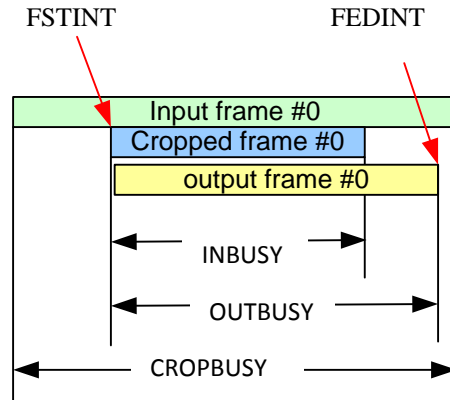 FSTINT FEDINT
Input frame #0
Cropped frame #0
output frame #0
INBUSY
OUTBUSY
CROPBUSY